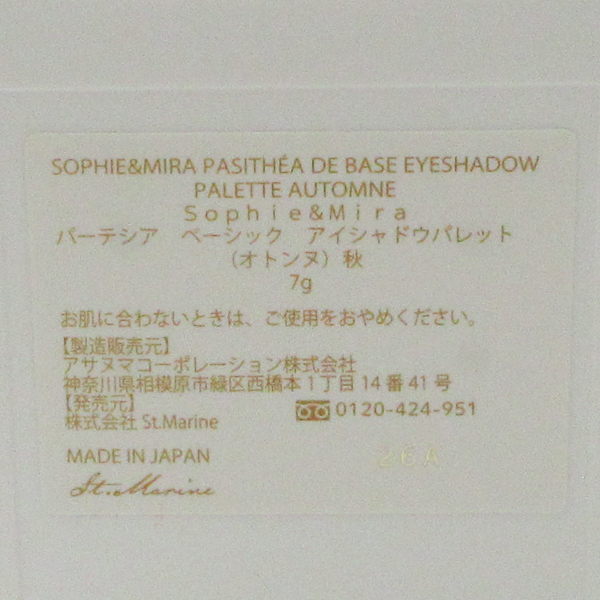 SOPHIE&MIRA PASITHÉA DE BASE EYESHADOW
PALETTE AUTOMNE
Ｓｏｐｈｉｅ＆Ｍｉｒａ
パーテシア　ベーシック　アイシャドウパレット
（オトンヌ）秋
7g
お肌に合わないときは、ご使用をおやめください。
【製造販売元】
アサヌマコーポレーション株式会社
神奈川県相模原市緑区西橋本1丁目14番41号
【発売元】
0120-424-951
株式会社 St.Marine
MADE IN JAPAN
26A
St.Marine